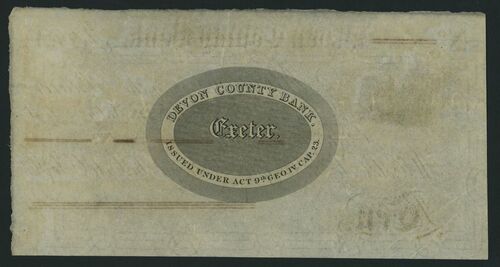 DEVON COUNTY BANK,
Exeter.
ISSUED UNDER ACT 9th GEO IV CAP. 23.